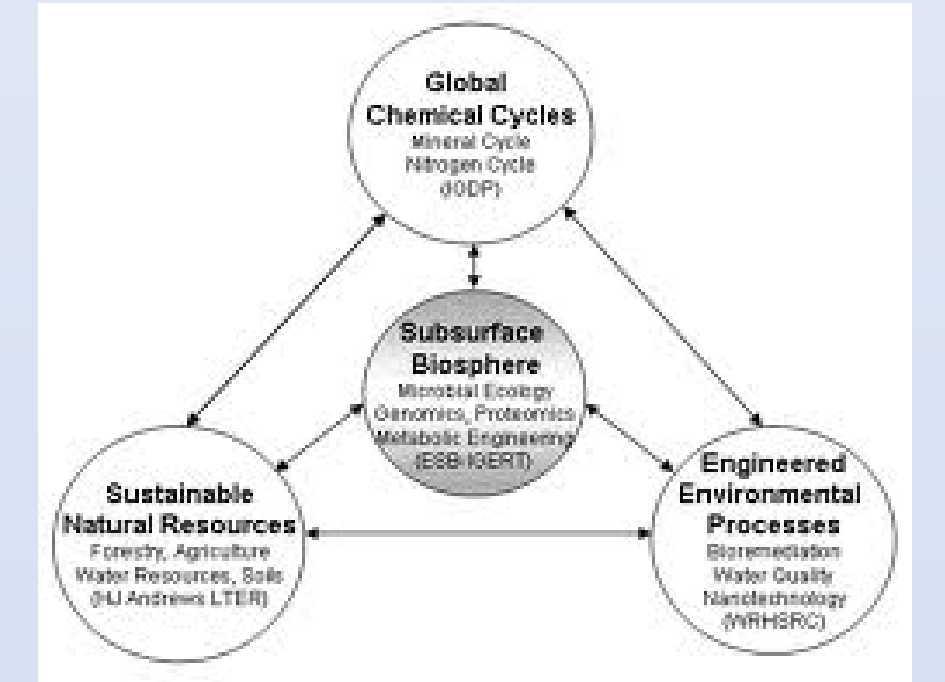 Global
Chemical Cycles
Mineral Cycle
Nitrogen Cycle
(IODP)
Subsurface
Biosphere
Microbial Ecology
Genomics, Proteomics
Metabolic Engineering
(ESB-IGERT)
Sustainable
Natural Resources
Forestry, Agriculture
Water Resources, Soils
(HJ Andrews LTER)
Engineered
Environmental
Processes
Bioremediation
Water Quality
Nanotechnology
(WRHSRC)